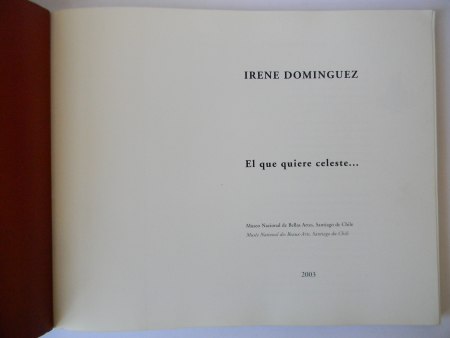 IRENE DOMINGUEZ
El que quiere celeste...
Museo Nacional de Bellas Artes, Santiago de Chile
Musée National des Beaux-Arts, Santiago du Chili
2003